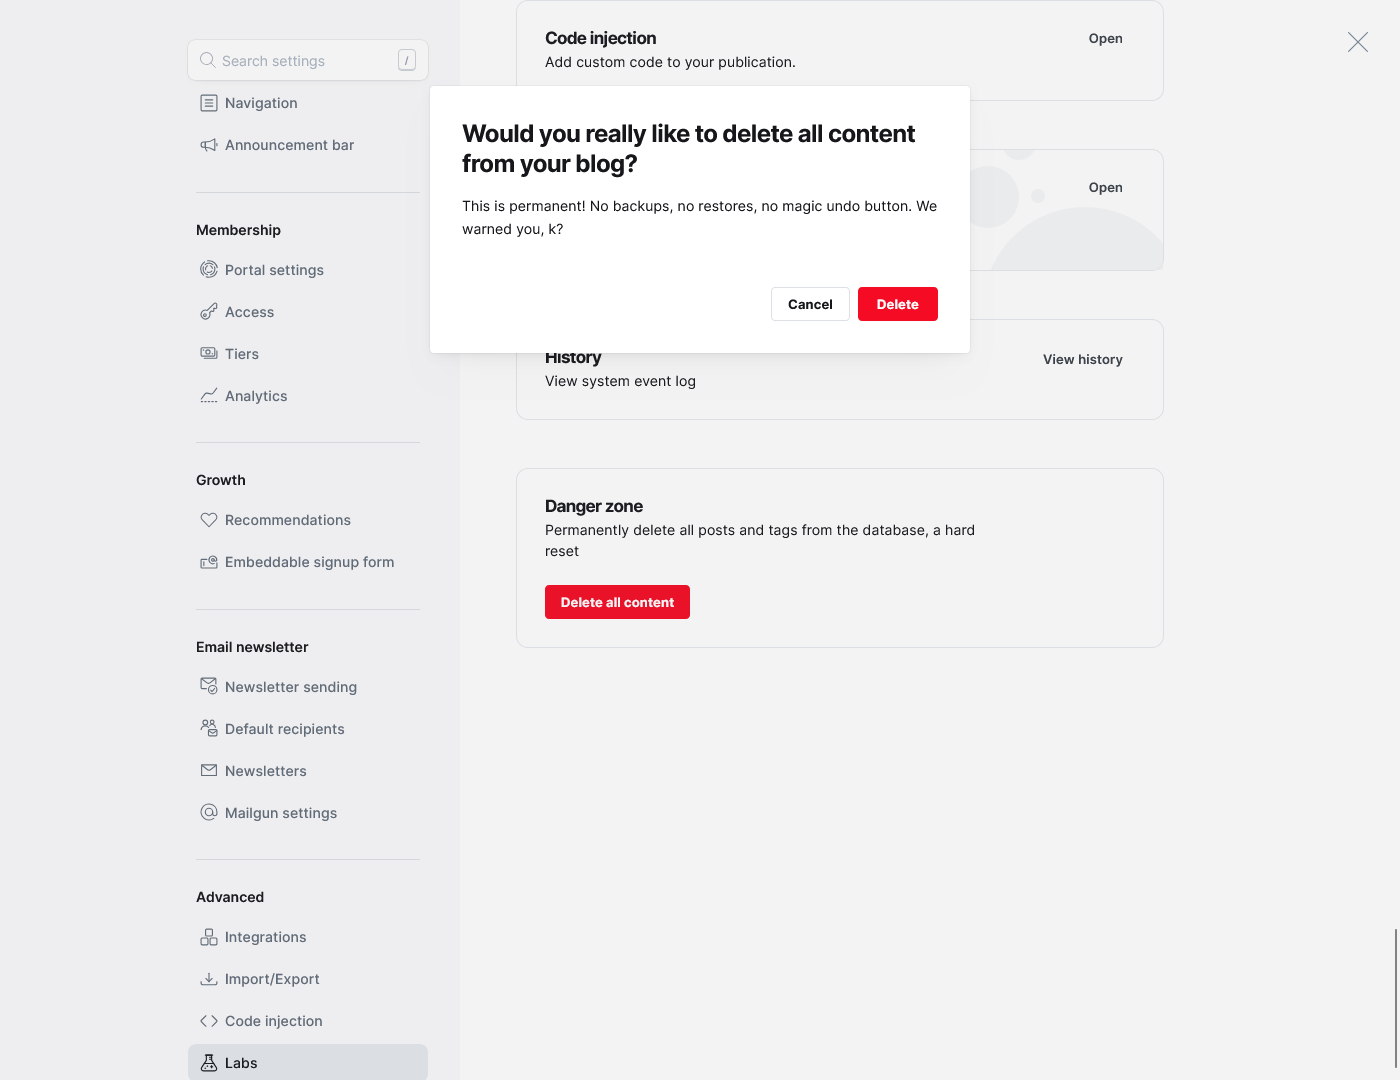 Search settings /
Navigation
Announcement bar
Membership
Portal settings
Access
Tiers
Analytics
Growth
Recommendations
Embeddable signup form
Email newsletter
Newsletter sending
Default recipients
Newsletters
Mailgun settings
Advanced
Integrations
Import/Export
Code injection
Labs
Code injection
Open
Add custom code to your publication.
Would you really like to delete all content
from your blog?
This is permanent! No backups, no restores, no magic undo button. We
warned you, k?
Cancel
Delete
Open
History
View history
View system event log
Danger zone
Permanently delete all posts and tags from the database, a hard
reset
Delete all content